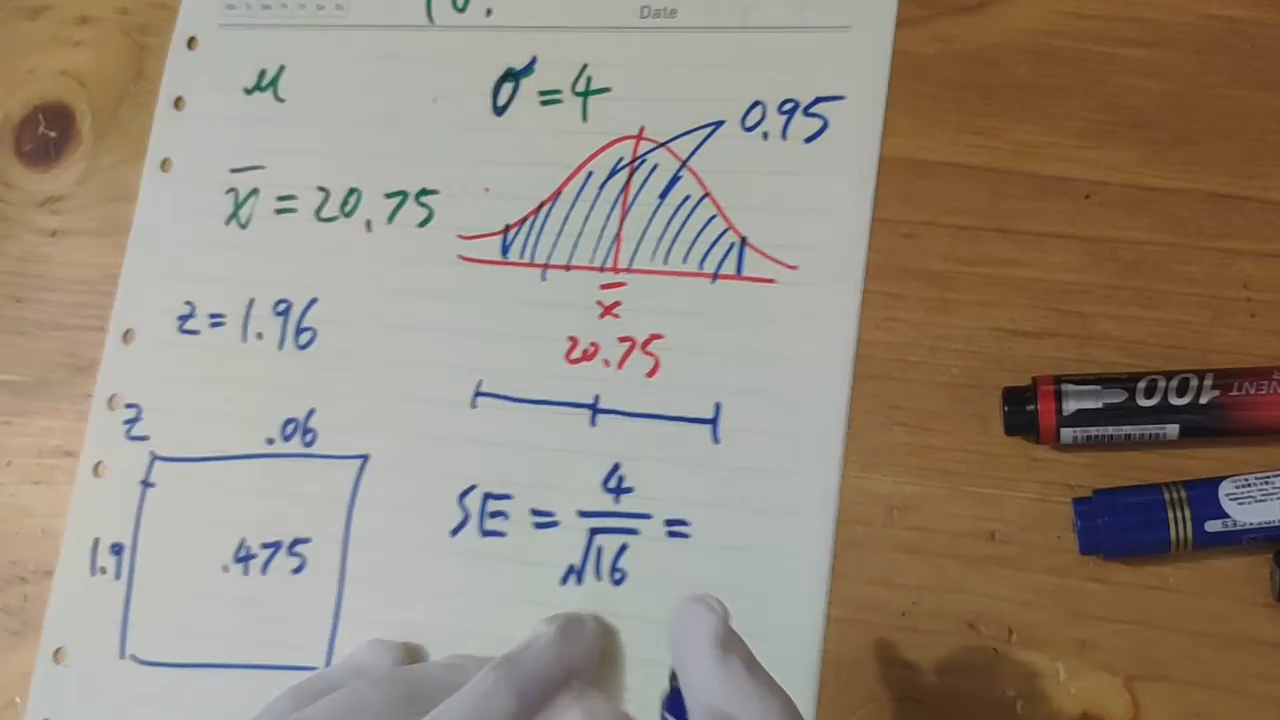 Date
μ
σ = 4
0.95
x̄ = 20.75
x̄
20.75
z = 1.96
Z .06
1.9 .475
SE = 4/√16 =
100